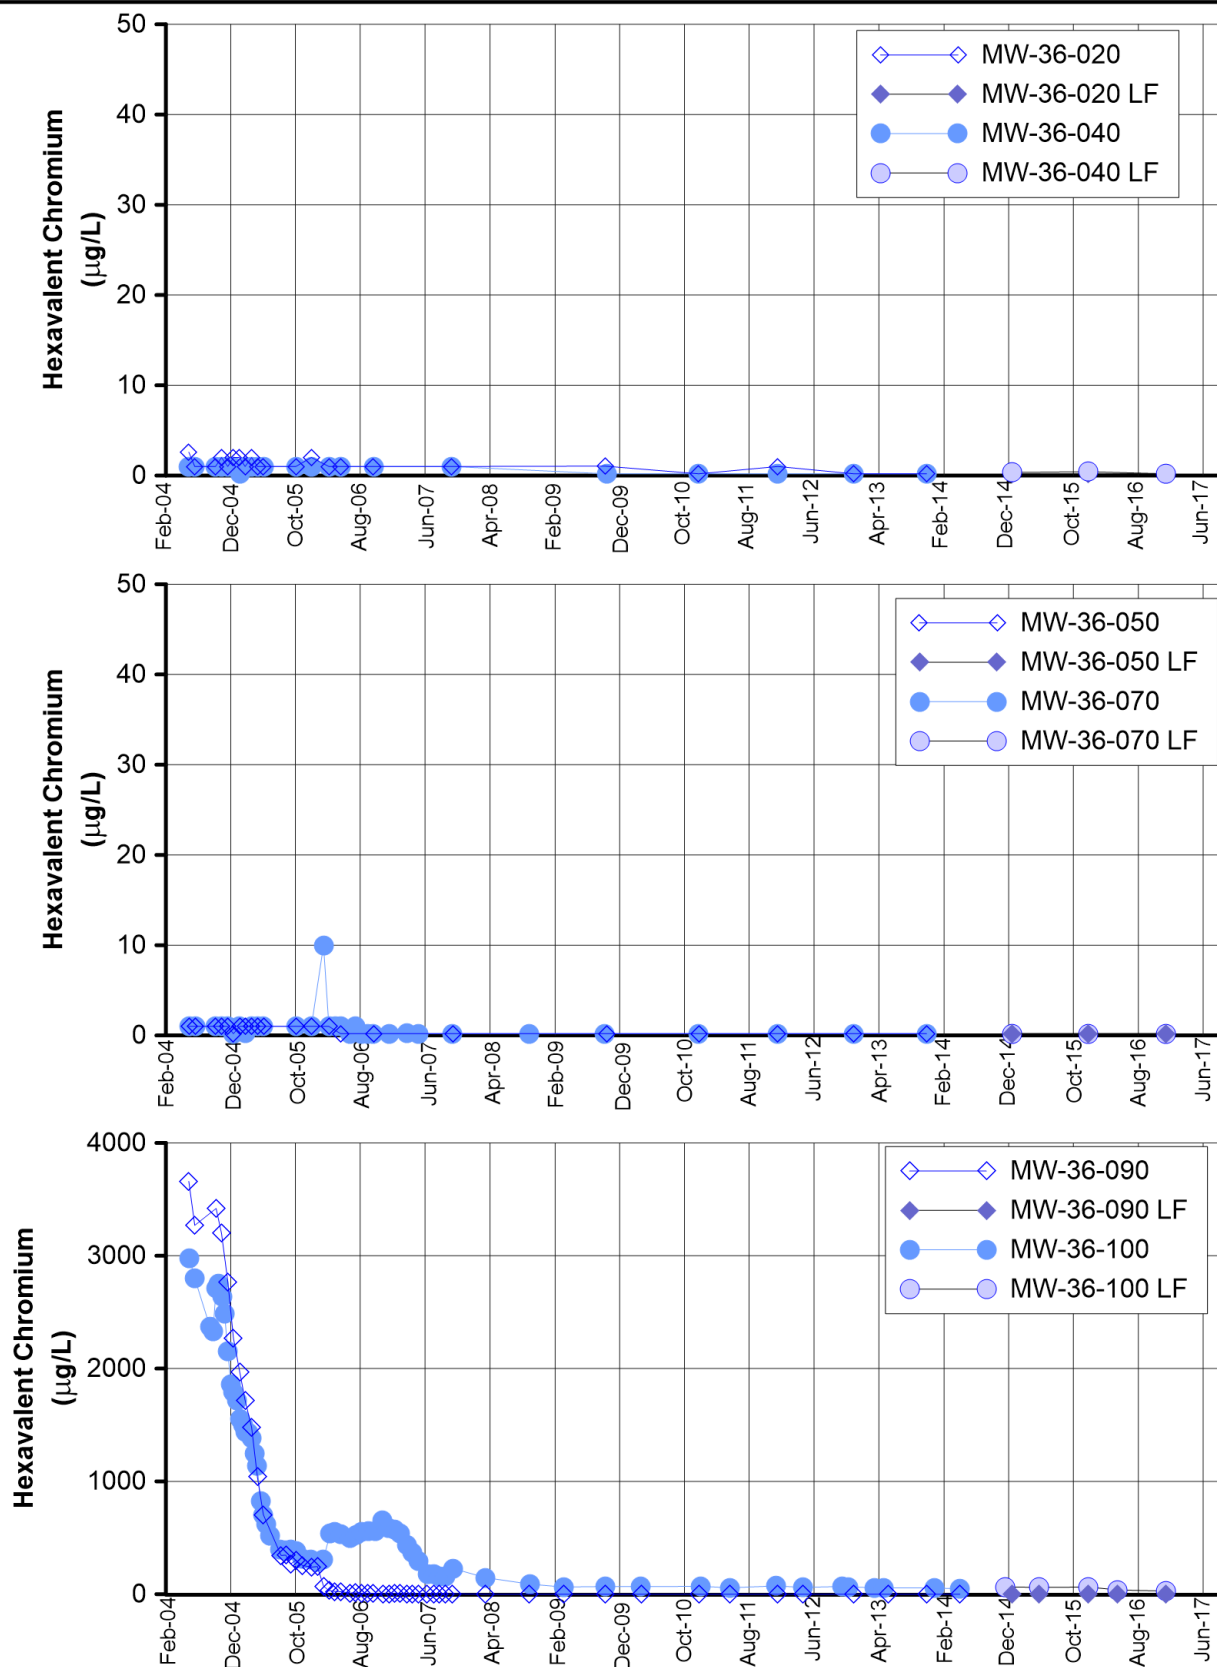 50
40
30
20
10
0
Hexavalent Chromium
(µg/L)
MW-36-020
MW-36-020 LF
MW-36-040
MW-36-040 LF
Feb-04
Dec-04
Oct-05
Aug-06
Jun-07
Apr-08
Feb-09
Dec-09
Oct-10
Aug-11
Jun-12
Apr-13
Feb-14
Dec-14
Oct-15
Aug-16
Jun-17
50
40
30
20
10
0
Hexavalent Chromium
(µg/L)
MW-36-050
MW-36-050 LF
MW-36-070
MW-36-070 LF
Feb-04
Dec-04
Oct-05
Aug-06
Jun-07
Apr-08
Feb-09
Dec-09
Oct-10
Aug-11
Jun-12
Apr-13
Feb-14
Dec-14
Oct-15
Aug-16
Jun-17
4000
3000
2000
1000
0
Hexavalent Chromium
(µg/L)
MW-36-090
MW-36-090 LF
MW-36-100
MW-36-100 LF
Feb-04
Dec-04
Oct-05
Aug-06
Jun-07
Apr-08
Feb-09
Dec-09
Oct-10
Aug-11
Jun-12
Apr-13
Feb-14
Dec-14
Oct-15
Aug-16
Jun-17